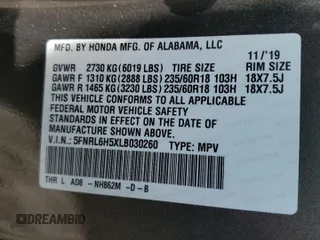 MFD. BY HONDA MFG. OF ALABAMA, LLC 11/'19
GVWR 2730 KG (6019 LBS) TIRE SIZE RIM SIZE
GAWR F 1310 KG (2888 LBS) 235/60R18 103H 18X7.5J
GAWR R 1465 KG (3230 LBS) 235/60R18 103H 18X7.5J
THIS VEHICLE CONFORMS TO ALL APPLICABLE
FEDERAL MOTOR VEHICLE SAFETY
STANDARDS IN EFFECT ON THE DATE OF
MANUFACTURE SHOWN ABOVE.
V.I.N.: 5FNRL6H5XLB030260 TYPE: MPV
THR L A08 -NH862M -D-B
DREAMBID